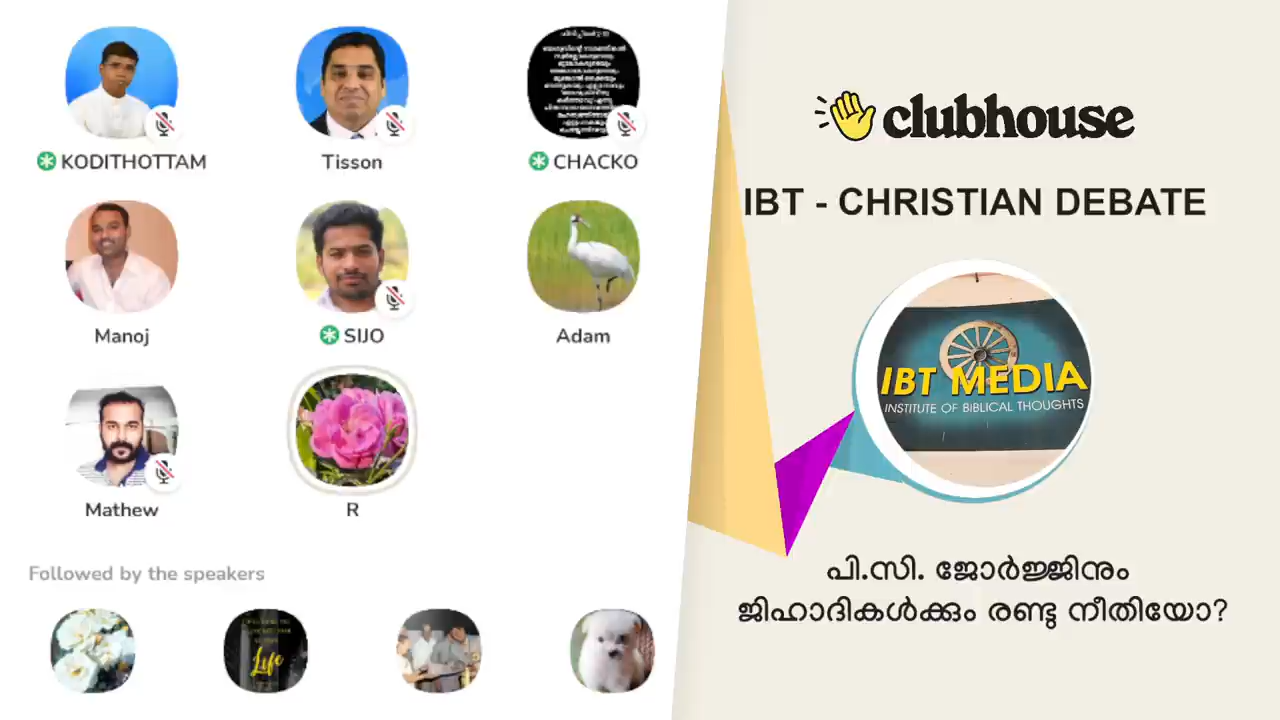 KODITHOTTAM
Tisson
CHACKO
Manoj
SIJO
Adam
Mathew
R
Followed by the speakers
Life
clubhouse
IBT - CHRISTIAN DEBATE
IBT MEDIA
INSTITUTE OF BIBLICAL THOUGHTS
പി.സി. ജോർജ്ജിനും
ജിഹാദികൾക്കും രണ്ടു നീതിയോ?